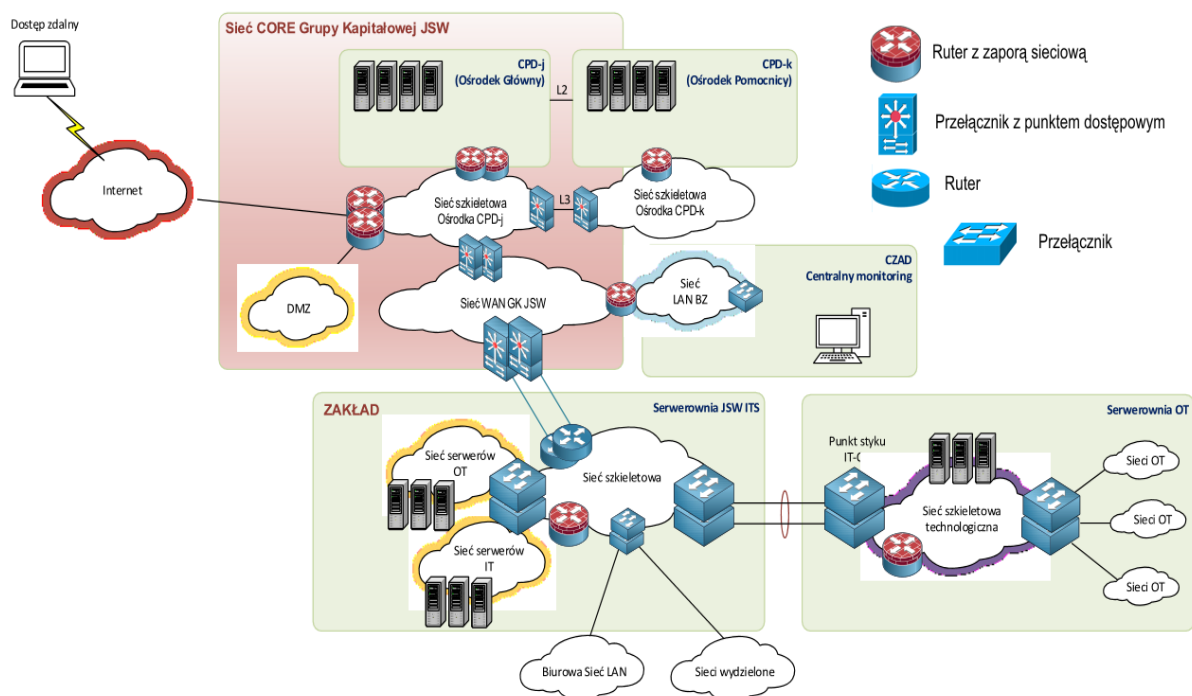 Dostęp zdalny
Sieć CORE Grupy Kapitałowej JSW
CPD-j
(Ośrodek Główny)
L2
CPD-k
(Ośrodek Pomocnicy)
Ruter z zaporą sieciową
Przełącznik z punktem dostępowym
Ruter
Przełącznik
Internet
Sieć szkieletowa
Ośrodka CPD-j
L3
Sieć szkieletowa
Ośrodka CPD-k
DMZ
Sieć WAN GK JSW
Sieć
LAN BZ
CZAD
Centralny monitoring
ZAKŁAD
Serwerownia JSW ITS
Sieć serwerów
OT
Sieć szkieletowa
Sieć serwerów
IT
Biurowa Sieć LAN
Sieci wydzielone
Serwerownia OT
Punkt styku
Sieć szkieletowa
technologiczna
Sieci OT
Sieci OT
Sieci OT